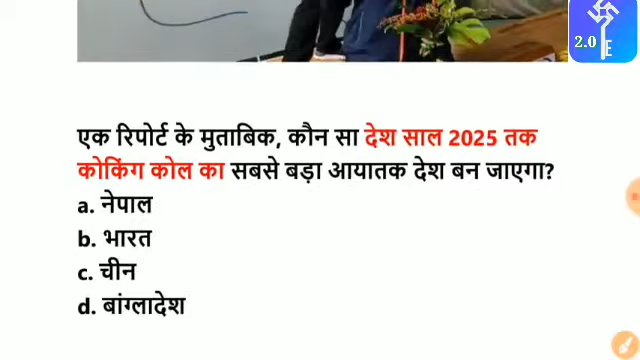 2.0
E
एक रिपोर्ट के मुताबिक, कौन सा देश साल 2025 तक
कोकिंग कोल का सबसे बड़ा आयातक देश बन जाएगा?
a. नेपाल
b. भारत
c. चीन
d. बांग्लादेश